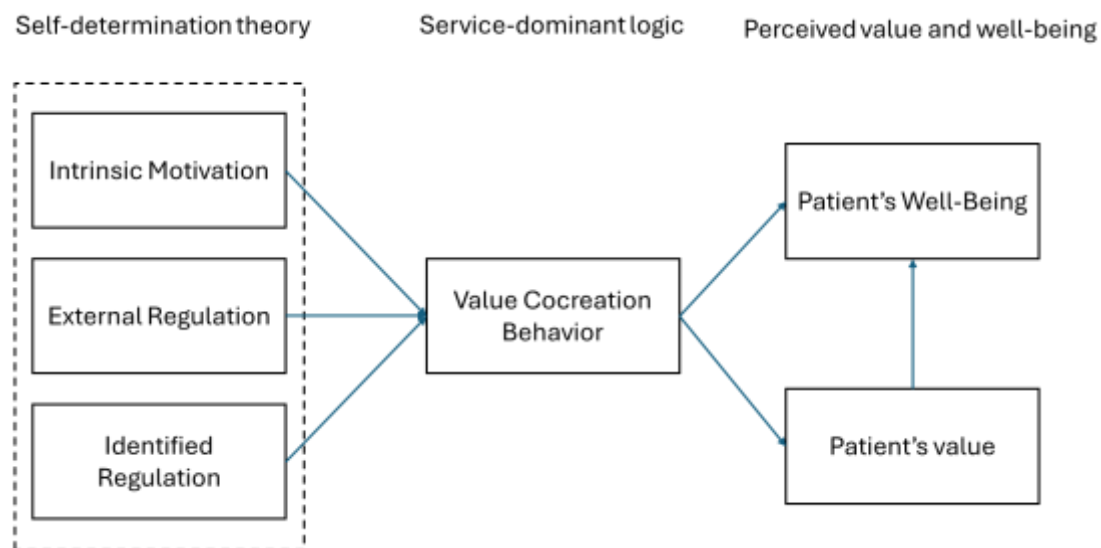 Self-determination theory
Service-dominant logic
Perceived value and well-being
Intrinsic Motivation
External Regulation
Identified
Regulation
Value Cocreation
Behavior
Patient's Well-Being
Patient's value